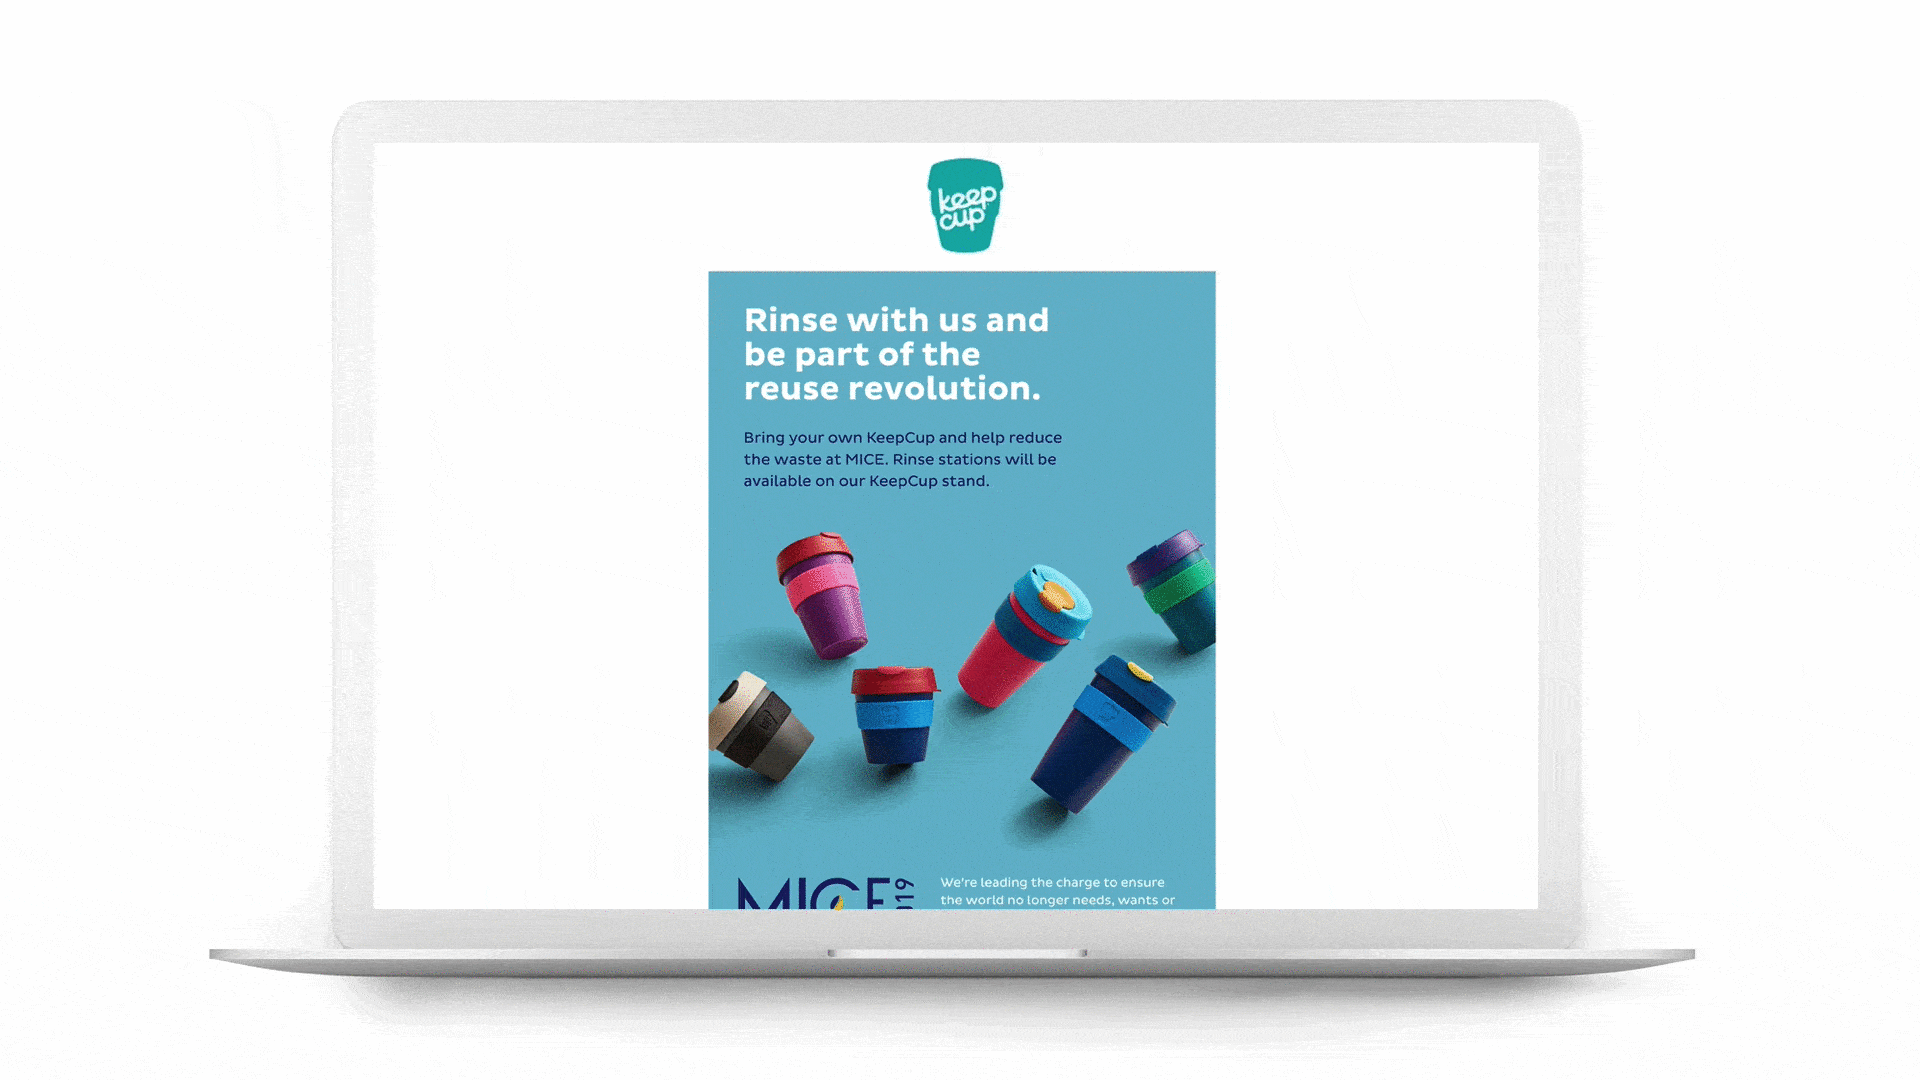 keep
cup
Rinse with us and
be part of the
reuse revolution.
Bring your own KeepCup and help reduce
the waste at MICE. Rinse stations will be
available on our KeepCup stand.
MICE
We're leading the charge to ensure
the world no longer needs, wants or